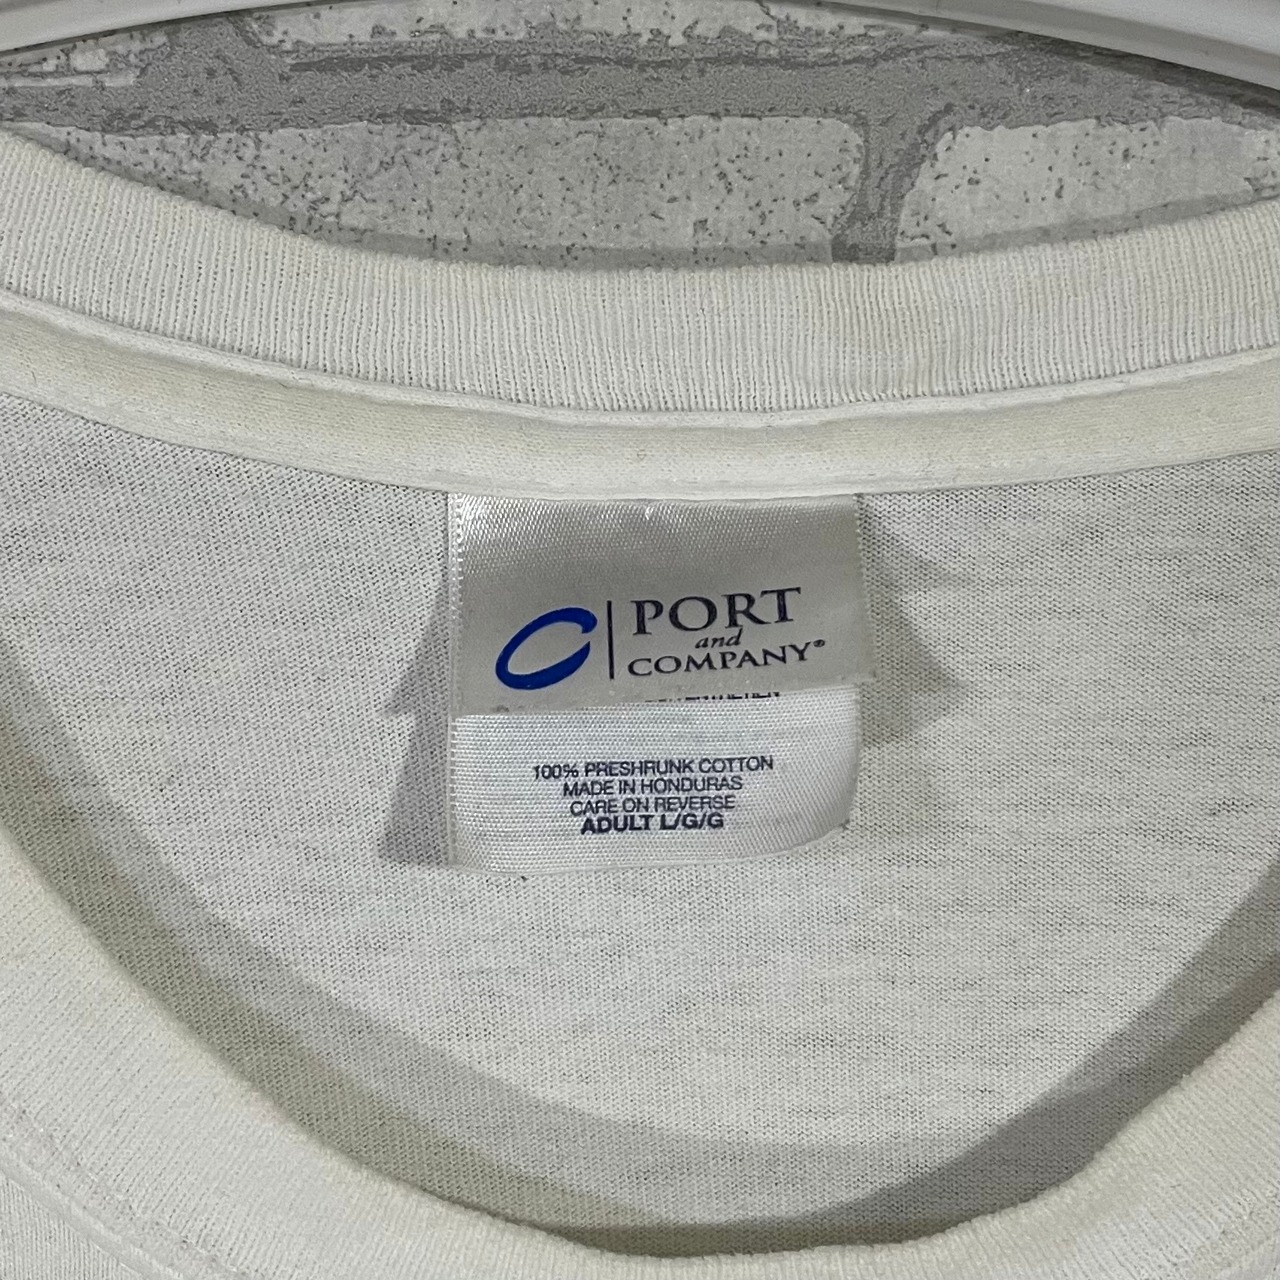 PORT
and
COMPANY®
100% PRESHRUNK COTTON
MADE IN HONDURAS
CARE ON REVERSE
ADULT L/G/G